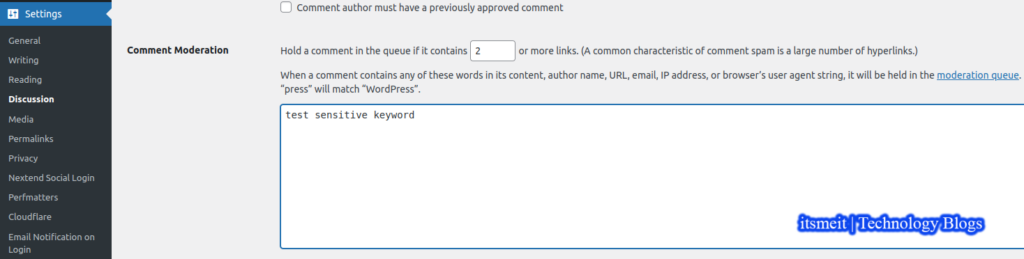 Settings
General
Writing
Reading
Discussion
Media
Permalinks
Privacy
Nextend Social Login
Perfmatters
Cloudflare
Email Notification on
Login
Comment author must have a previously approved comment
Comment Moderation
Hold a comment in the queue if it contains 2 or more links. (A common characteristic of comment spam is a large number of hyperlinks.)
When a comment contains any of these words in its content, author name, URL, email, IP address, or browser's user agent string, it will be held in the moderation queue.
"press" will match "WordPress".
test sensitive keyword
itsmeit | Technology Blogs